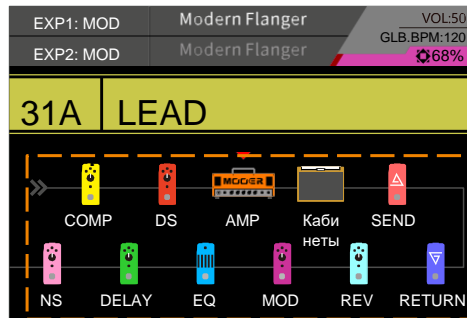 EXP1: MOD Modern Flanger VOL:50
GLB.BPM:120
EXP2: MOD Modern Flanger 68%
31A LEAD
MOOER
COMP DS AMP Каби SEND
неты
NS DELAY EQ MOD REV RETURN